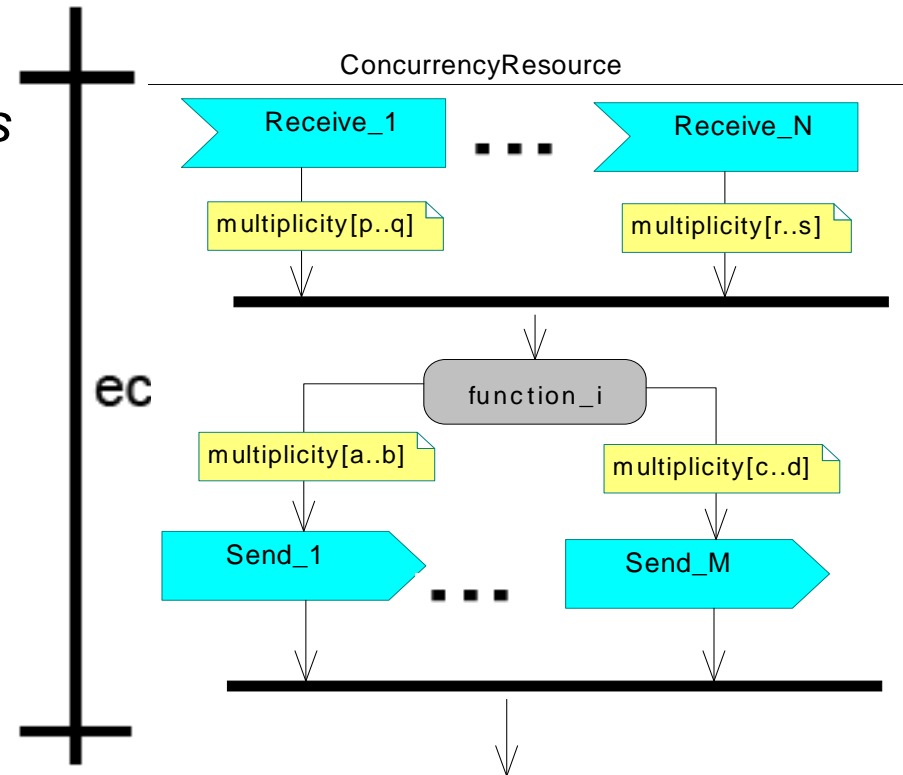 ConcurrencyResource
s
Receive_1
Receive_N
multiplicity[p..q]
multiplicity[r..s]
ec
function_i
multiplicity[a..b]
multiplicity[c..d]
Send_1
Send_M